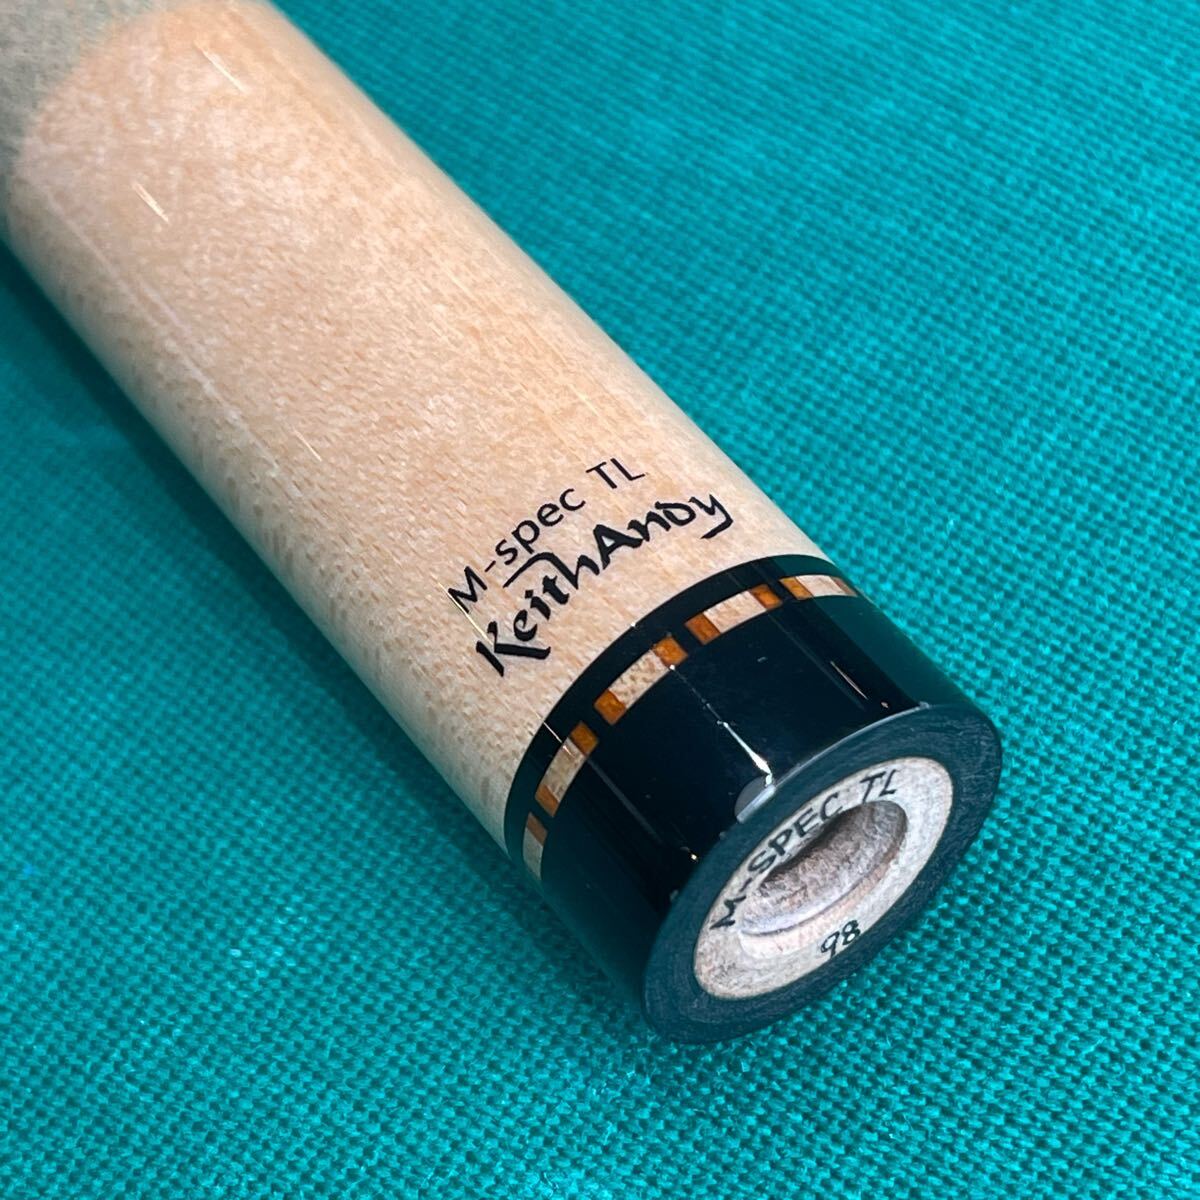 M-spec TL
KeithAndy
M-SPEC TL
98